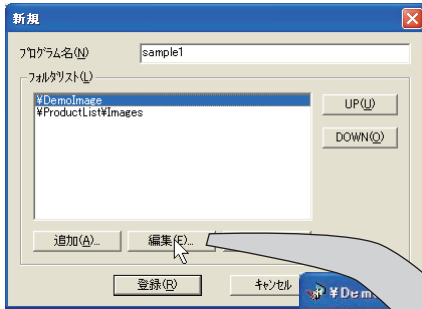 新規
プログラム名(N)
sample1
フォルダリスト(L)
¥DemoImage
¥ProductList¥Images
UP(U)
DOWN(O)
追加(A)...
編集(E)...
登録(R)
キャンセル
¥Dem